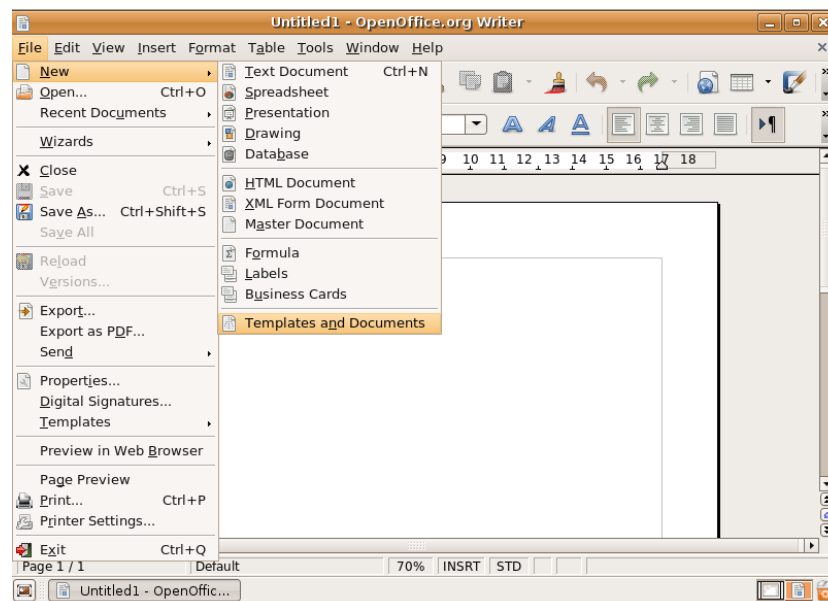 Untitled1 - OpenOffice.org Writer
File Edit View Insert Format Table Tools Window Help
New
Open... Ctrl+O
Recent Documents
Wizards
Close
Save Ctrl+S
Save As... Ctrl+Shift+S
Save All
Reload
Versions...
Export...
Export as PDF...
Send
Properties...
Digital Signatures...
Templates
Preview in Web Browser
Page Preview
Print... Ctrl+P
Printer Settings...
Exit Ctrl+Q
Text Document Ctrl+N
Spreadsheet
Presentation
Drawing
Database
HTML Document
XML Form Document
Master Document
Formula
Labels
Business Cards
Templates and Documents
10 11 12 13 14 15 16 17 18
Page 1 / 1 Default 70% INSRT STD
Untitled1 - OpenOffic...